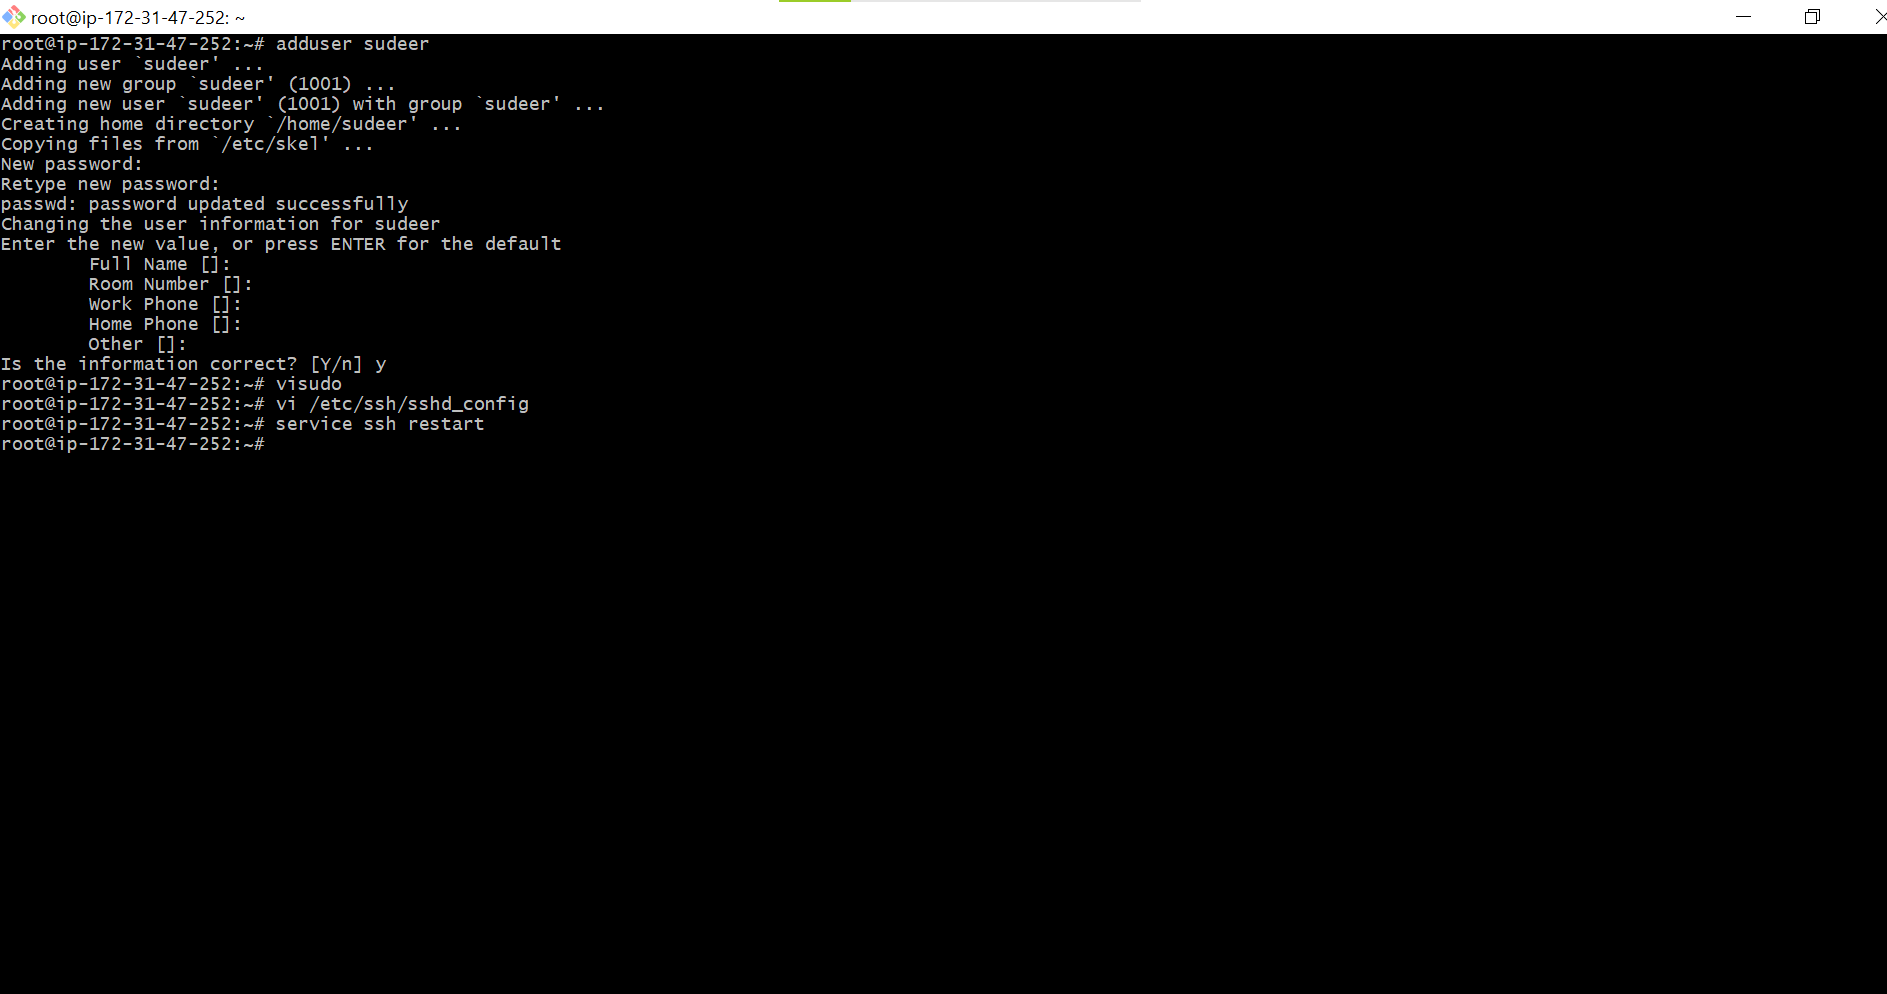 root@ip-172-31-47-252: ~
root@ip-172-31-47-252:~# adduser sudeer
Adding user `sudeer' ...
Adding new group `sudeer' (1001) ...
Adding new user `sudeer' (1001) with group `sudeer' ...
Creating home directory `/home/sudeer' ...
Copying files from `/etc/skel' ...
New password:
Retype new password:
passwd: password updated successfully
Changing the user information for sudeer
Enter the new value, or press ENTER for the default
        Full Name []:
        Room Number []:
        Work Phone []:
        Home Phone []:
        Other []:
Is the information correct? [Y/n] y
root@ip-172-31-47-252:~# visudo
root@ip-172-31-47-252:~# vi /etc/ssh/sshd_config
root@ip-172-31-47-252:~# service ssh restart
root@ip-172-31-47-252:~#